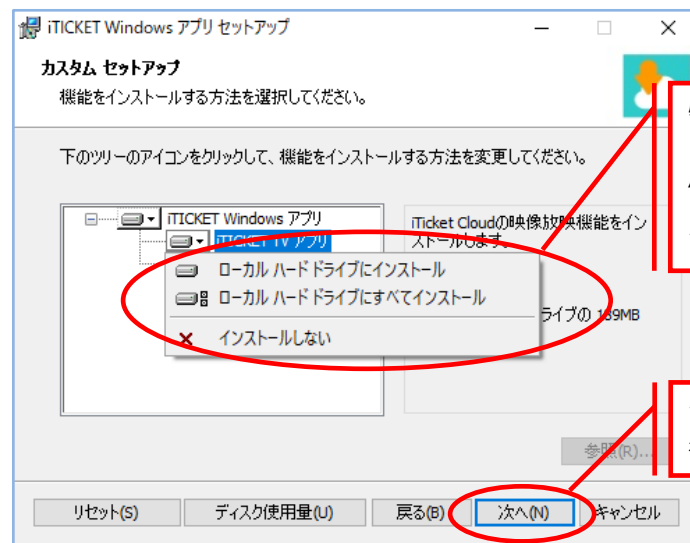 iTICKET Windows アプリ セットアップ
カスタム セットアップ
機能をインストールする方法を選択してください。
下のツリーのアイコンをクリックして、機能をインストールする方法を変更してください。
iTICKET Windows アプリ
iTICKET TV アプリ
iTicket Cloudの映像放映機能をイン
ストールします。
ローカル ハード ドライブにインストール
ローカル ハード ドライブにすべてインストール
インストールしない
ライブの 189MB
参照(R)...
リセット(S)
ディスク使用量(U)
戻る(B)
次へ(N)
キャンセル